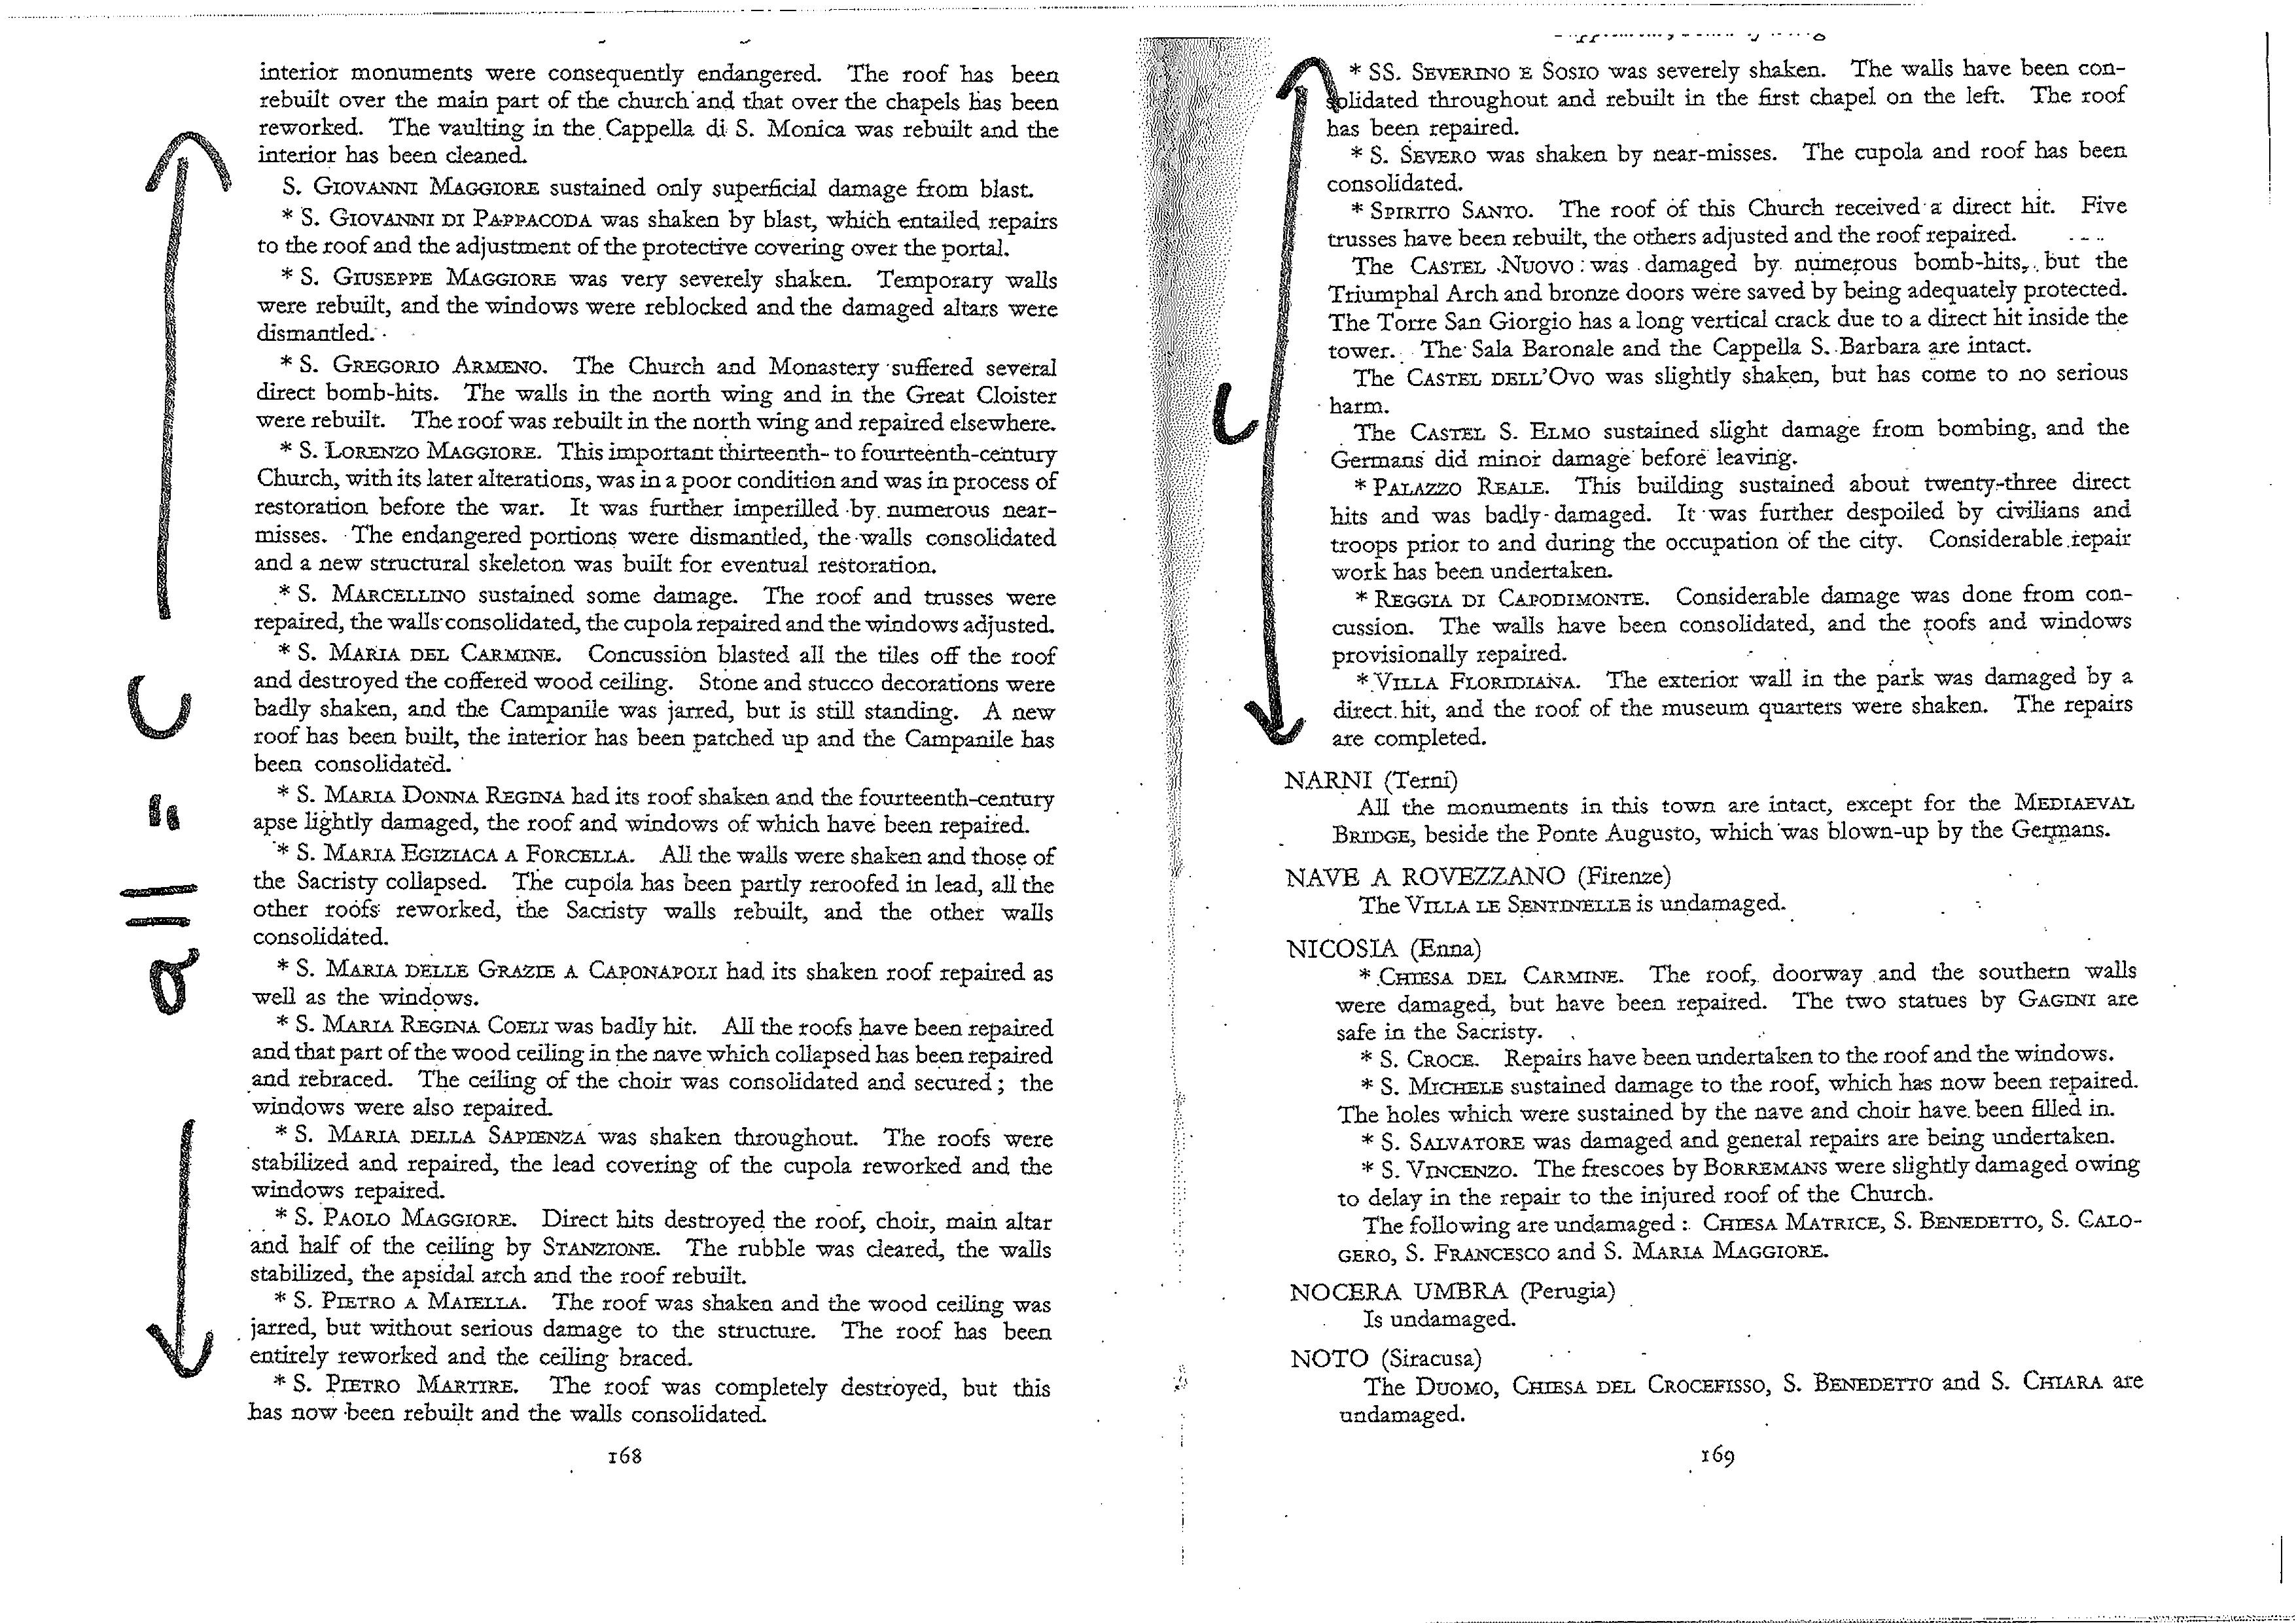 interior monuments were consequently endangered. The roof has been
rebuilt over the main part of the church and that over the chapels has been
reworked. The vaulting in the Cappella di S. Monica was rebuilt and the
interior has been cleaned.
S. GIOVANNI MAGGIORE sustained only superficial damage from blast.
* S. GIOVANNI DI PAPPACODA was shaken by blast, which entailed repairs
to the roof and the adjustment of the protective covering over the portal.
* S. GIUSEPPE MAGGIORE was very severely shaken. Temporary walls
were rebuilt, and the windows were reblocked and the damaged altars were
dismantled.
* S. GREGORIO ARMENO. The Church and Monastery suffered several
direct bomb-hits. The walls in the north wing and in the Great Cloister
were rebuilt. The roof was rebuilt in the north wing and repaired elsewhere.
* S. LORENZO MAGGIORE. This important thirteenth- to fourteenth-century
Church, with its later alterations, was in a poor condition and was in process of
restoration before the war. It was further imperilled by numerous near-
misses. The endangered portions were dismantled, the walls consolidated
and a new structural skeleton was built for eventual restoration.
* S. MARCELLINO sustained some damage. The roof and trusses were
repaired, the walls consolidated, the cupola repaired and the windows adjusted.
* S. MARIA DEL CARMINE. Concussion blasted all the tiles off the roof
and destroyed the coffered wood ceiling. Stone and stucco decorations were
badly shaken, and the Campanile was jarred, but is still standing. A new
roof has been built, the interior has been patched up and the Campanile has
been consolidated.
* S. MARIA DONNA REGINA had its roof shaken and the fourteenth-century
apse lightly damaged, the roof and windows of which have been repaired.
* S. MARIA EGIZIACA A FORCELLA. All the walls were shaken and those of
the Sacristy collapsed. The cupola has been partly reroofed in lead, all the
other roofs reworked, the Sacristy walls rebuilt, and the other walls
consolidated.
* S. MARIA DELLE GRAZIE A CAPONAPOLI had its shaken roof repaired as
well as the windows.
* S. MARIA REGINA COELI was badly hit. All the roofs have been repaired
and that part of the wood ceiling in the nave which collapsed has been repaired
and rebraced. The ceiling of the choir was consolidated and secured; the
windows were also repaired.
* S. MARIA DELLA SAPIENZA was shaken throughout. The roofs were
stabilized and repaired, the lead covering of the cupola reworked and the
windows repaired.
* S. PAOLO MAGGIORE. Direct hits destroyed the roof, choir, main altar
and half of the ceiling by STANZIONE. The rubble was cleared, the walls
stabilized, the apsidal arch and the roof rebuilt.
* S. PIETRO A MAIELLA. The roof was shaken and the wood ceiling was
jarred, but without serious damage to the structure. The roof has been
entirely reworked and the ceiling braced.
* S. PIETRO MARTIRE. The roof was completely destroyed, but this
has now been rebuilt and the walls consolidated.
168
* SS. SEVERINO E SOSIO was severely shaken. The walls have been con-
solidated throughout and rebuilt in the first chapel on the left. The roof
has been repaired.
* S. SEVERO was shaken by near-misses. The cupola and roof has been
consolidated.
* SPIRITO SANTO. The roof of this Church received a direct hit. Five
trusses have been rebuilt, the others adjusted and the roof repaired.
The CASTEL NUOVO was damaged by numerous bomb-hits, but the
Triumphal Arch and bronze doors were saved by being adequately protected.
The Torre San Giorgio has a long vertical crack due to a direct hit inside the
tower. The Sala Baronale and the Cappella S. Barbara are intact.
The CASTEL DELL'OVO was slightly shaken, but has come to no serious
harm.
The CASTEL S. ELMO sustained slight damage from bombing, and the
Germans did minor damage before leaving.
* PALAZZO REALE. This building sustained about twenty-three direct
hits and was badly damaged. It was further despoiled by civilians and
troops prior to and during the occupation of the city. Considerable repair
work has been undertaken.
* REGGIA DI CAPODIMONTE. Considerable damage was done from con-
cussion. The walls have been consolidated, and the roofs and windows
provisionally repaired.
* VILLA FLORIDIANA. The exterior wall in the park was damaged by a
direct hit, and the roof of the museum quarters were shaken. The repairs
are completed.
NARNI (Terni)
All the monuments in this town are intact, except for the MEDIAEVAL
BRIDGE, beside the Ponte Augusto, which was blown-up by the Germans.
NAVE A ROVEZZANO (Firenze)
The VILLA LE SENTINELLE is undamaged.
NICOSIA (Enna)
* CHIESA DEL CARMINE. The roof, doorway and the southern walls
were damaged, but have been repaired. The two statues by GAGINI are
safe in the Sacristy.
* S. CROCE. Repairs have been undertaken to the roof and the windows.
* S. MICHELE sustained damage to the roof, which has now been repaired.
The holes which were sustained by the nave and choir have been filled in.
* S. SALVATORE was damaged and general repairs are being undertaken.
* S. VINCENZO. The frescoes by BORREMANS were slightly damaged owing
to delay in the repair to the injured roof of the Church.
The following are undamaged: CHIESA MATRICE, S. BENEDETTO, S. CALO-
GERO, S. FRANCESCO and S. MARIA MAGGIORE.
NOCERA UMBRA (Perugia)
Is undamaged.
NOTO (Siracusa)
The DUOMO, CHIESA DEL CROCEFISSO, S. BENEDETTO and S. CHIARA are
undamaged.
169